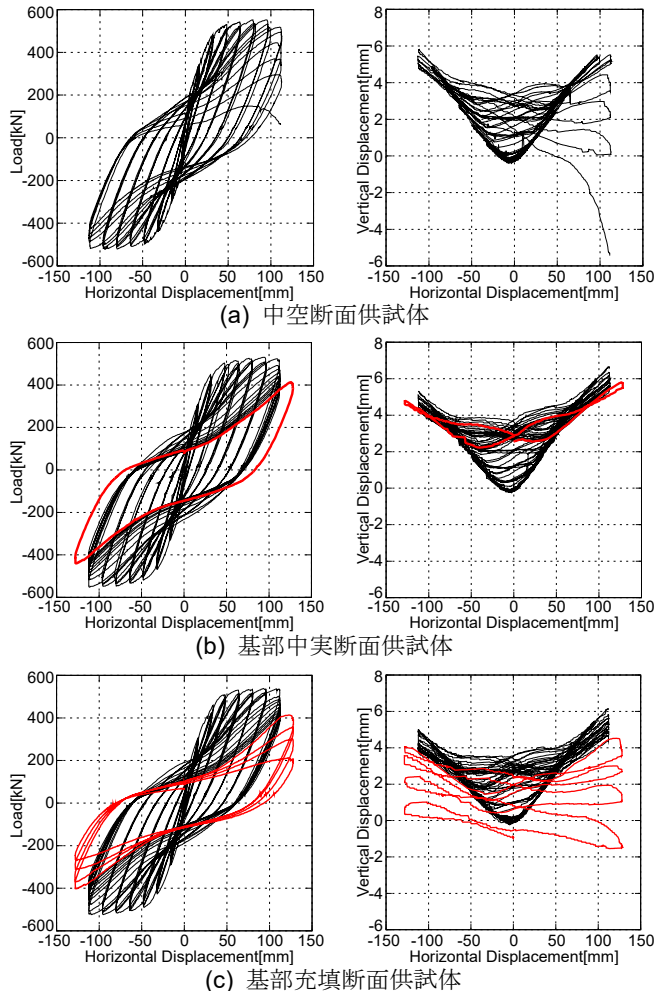 600
400
200
0
-200
-400
-600
Load[kN]
-150 -100 -50 0 50 100 150
Horizontal Displacement[mm]
8
6
4
2
0
-2
-4
-6
Vertical Displacement[mm]
-150 -100 -50 0 50 100 150
Horizontal Displacement[mm]
(a) 中空断面供試体
600
400
200
0
-200
-400
-600
Load[kN]
-150 -100 -50 0 50 100 150
Horizontal Displacement[mm]
8
6
4
2
0
-2
-4
-6
Vertical Displacement[mm]
-150 -100 -50 0 50 100 150
Horizontal Displacement[mm]
(b) 基部中実断面供試体
600
400
200
0
-200
-400
-600
Load[kN]
-150 -100 -50 0 50 100 150
Horizontal Displacement[mm]
8
6
4
2
0
-2
-4
-6
Vertical Displacement[mm]
-150 -100 -50 0 50 100 150
Horizontal Displacement[mm]
(c) 基部充填断面供試体